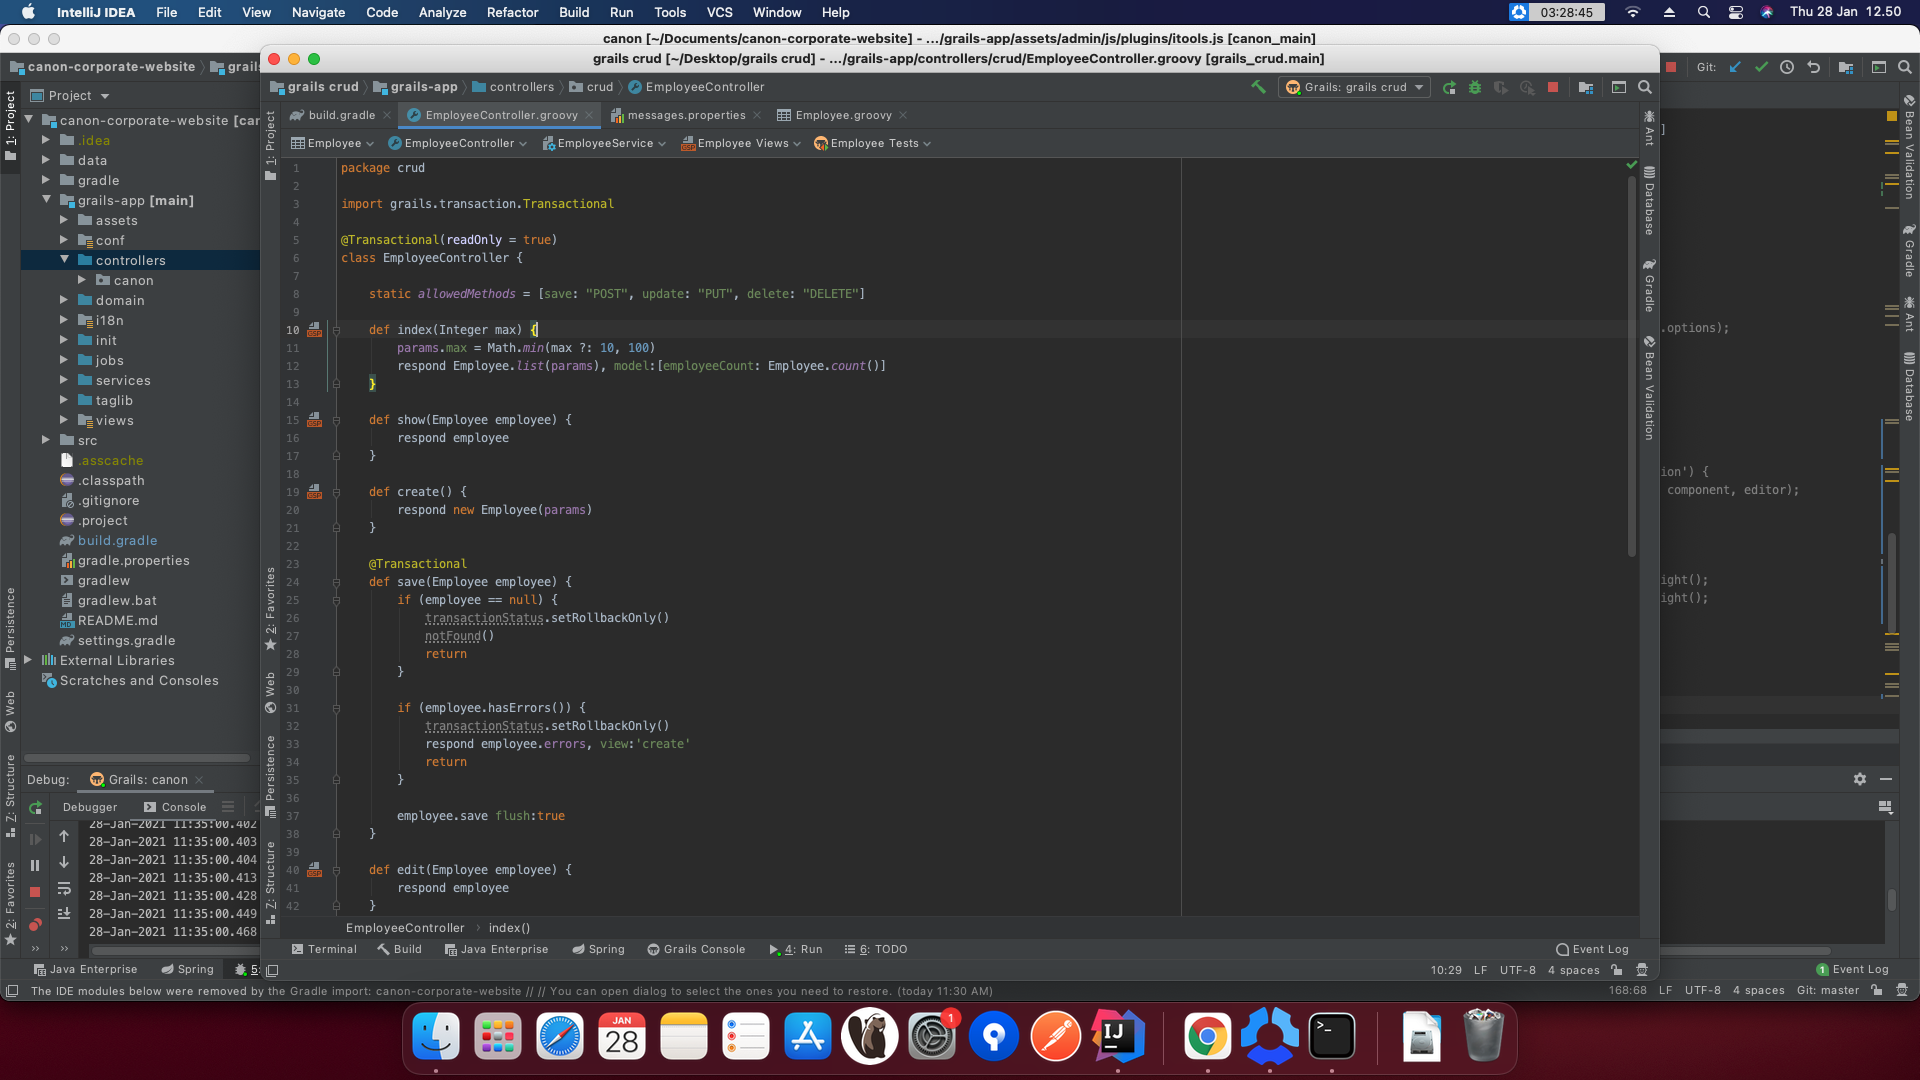 IntelliJ IDEA File Edit View Navigate Code Analyze Refactor Build Run Tools VCS Window Help 03:28:45 Thu 28 Jan 12.50
canon [~/Documents/canon-corporate-website] - .../grails-app/assets/admin/js/plugins/itools.js [canon_main]
grails crud [~/Desktop/grails crud] - .../grails-app/controllers/crud/EmployeeController.groovy [grails_crud.main]
canon-corporate-website grails
Git:
grails crud grails-app controllers crud EmployeeController
Grails: grails crud
Project
build.gradle EmployeeController.groovy messages.properties Employee.groovy
Employee EmployeeController EmployeeService Employee Views Employee Tests
canon-corporate-website [can
.idea
data
gradle
grails-app [main]
assets
conf
controllers
canon
domain
i18n
init
jobs
services
taglib
views
src
.asscache
.classpath
.gitignore
.project
build.gradle
gradle.properties
gradlew
gradlew.bat
README.md
settings.gradle
External Libraries
Scratches and Consoles
1: Project
Persistence
Web
Z: Structure
2: Favorites
1: Project
2: Favorites
Web
Persistence
Z: Structure
1 package crud
2
3 import grails.transaction.Transactional
4
5 @Transactional(readOnly = true)
6 class EmployeeController {
7
8 static allowedMethods = [save: "POST", update: "PUT", delete: "DELETE"]
9
10 def index(Integer max) {
11 params.max = Math.min(max ?: 10, 100)
12 respond Employee.list(params), model:[employeeCount: Employee.count()]
13 }
14
15 def show(Employee employee) {
16 respond employee
17 }
18
19 def create() {
20 respond new Employee(params)
21 }
22
23 @Transactional
24 def save(Employee employee) {
25 if (employee == null) {
26 transactionStatus.setRollbackOnly()
27 notFound()
28 return
29 }
30
31 if (employee.hasErrors()) {
32 transactionStatus.setRollbackOnly()
33 respond employee.errors, view:'create'
34 return
35 }
36
37 employee.save flush:true
38 }
39
40 def edit(Employee employee) {
41 respond employee
42 }
Ant
Database
Gradle
Bean Validation
]
.options);
ion') {
component, editor);
ight();
ight();
Bean Validation
Gradle
Ant
Database
Debug: Grails: canon
Debugger Console
28-Jan-2021 11:35:00.402
28-Jan-2021 11:35:00.403
28-Jan-2021 11:35:00.404
28-Jan-2021 11:35:00.413
28-Jan-2021 11:35:00.428
28-Jan-2021 11:35:00.449
28-Jan-2021 11:35:00.468
EmployeeController index()
Terminal Build Java Enterprise Spring Grails Console 4: Run 6: TODO Event Log
10:29 LF UTF-8 4 spaces
Java Enterprise Spring 5: 1 Event Log
The IDE modules below were removed by the Gradle import: canon-corporate-website // // You can open dialog to select the ones you need to restore. (today 11:30 AM)
168:68 LF UTF-8 4 spaces Git: master
JAN
28
1
IJ
>_